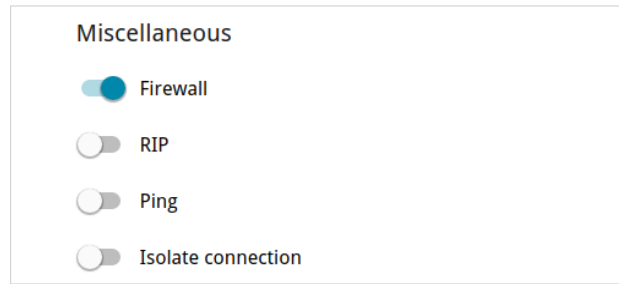 Miscellaneous
Firewall
RIP
Ping
Isolate connection